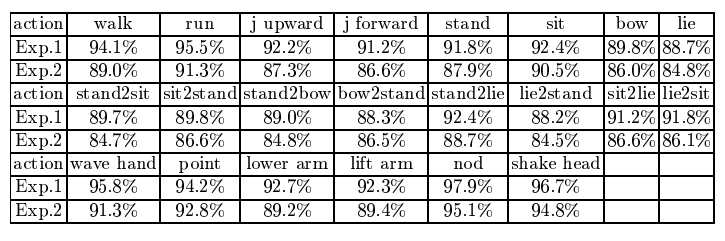 action walk run j upward j forward stand sit bow lie
Exp.1 94.1% 95.5% 92.2% 91.2% 91.8% 92.4% 89.8% 88.7%
Exp.2 89.0% 91.3% 87.3% 86.6% 87.9% 90.5% 86.0% 84.8%
action stand2sit sit2stand stand2bow bow2stand stand2lie lie2stand sit2lie lie2sit
Exp.1 89.7% 89.8% 89.0% 88.3% 92.4% 88.2% 91.2% 91.8%
Exp.2 84.7% 86.6% 84.8% 86.5% 88.7% 84.5% 86.6% 86.1%
action wave hand point lower arm lift arm nod shake head
Exp.1 95.8% 94.2% 92.7% 92.3% 97.9% 96.7%
Exp.2 91.3% 92.8% 89.2% 89.4% 95.1% 94.8%